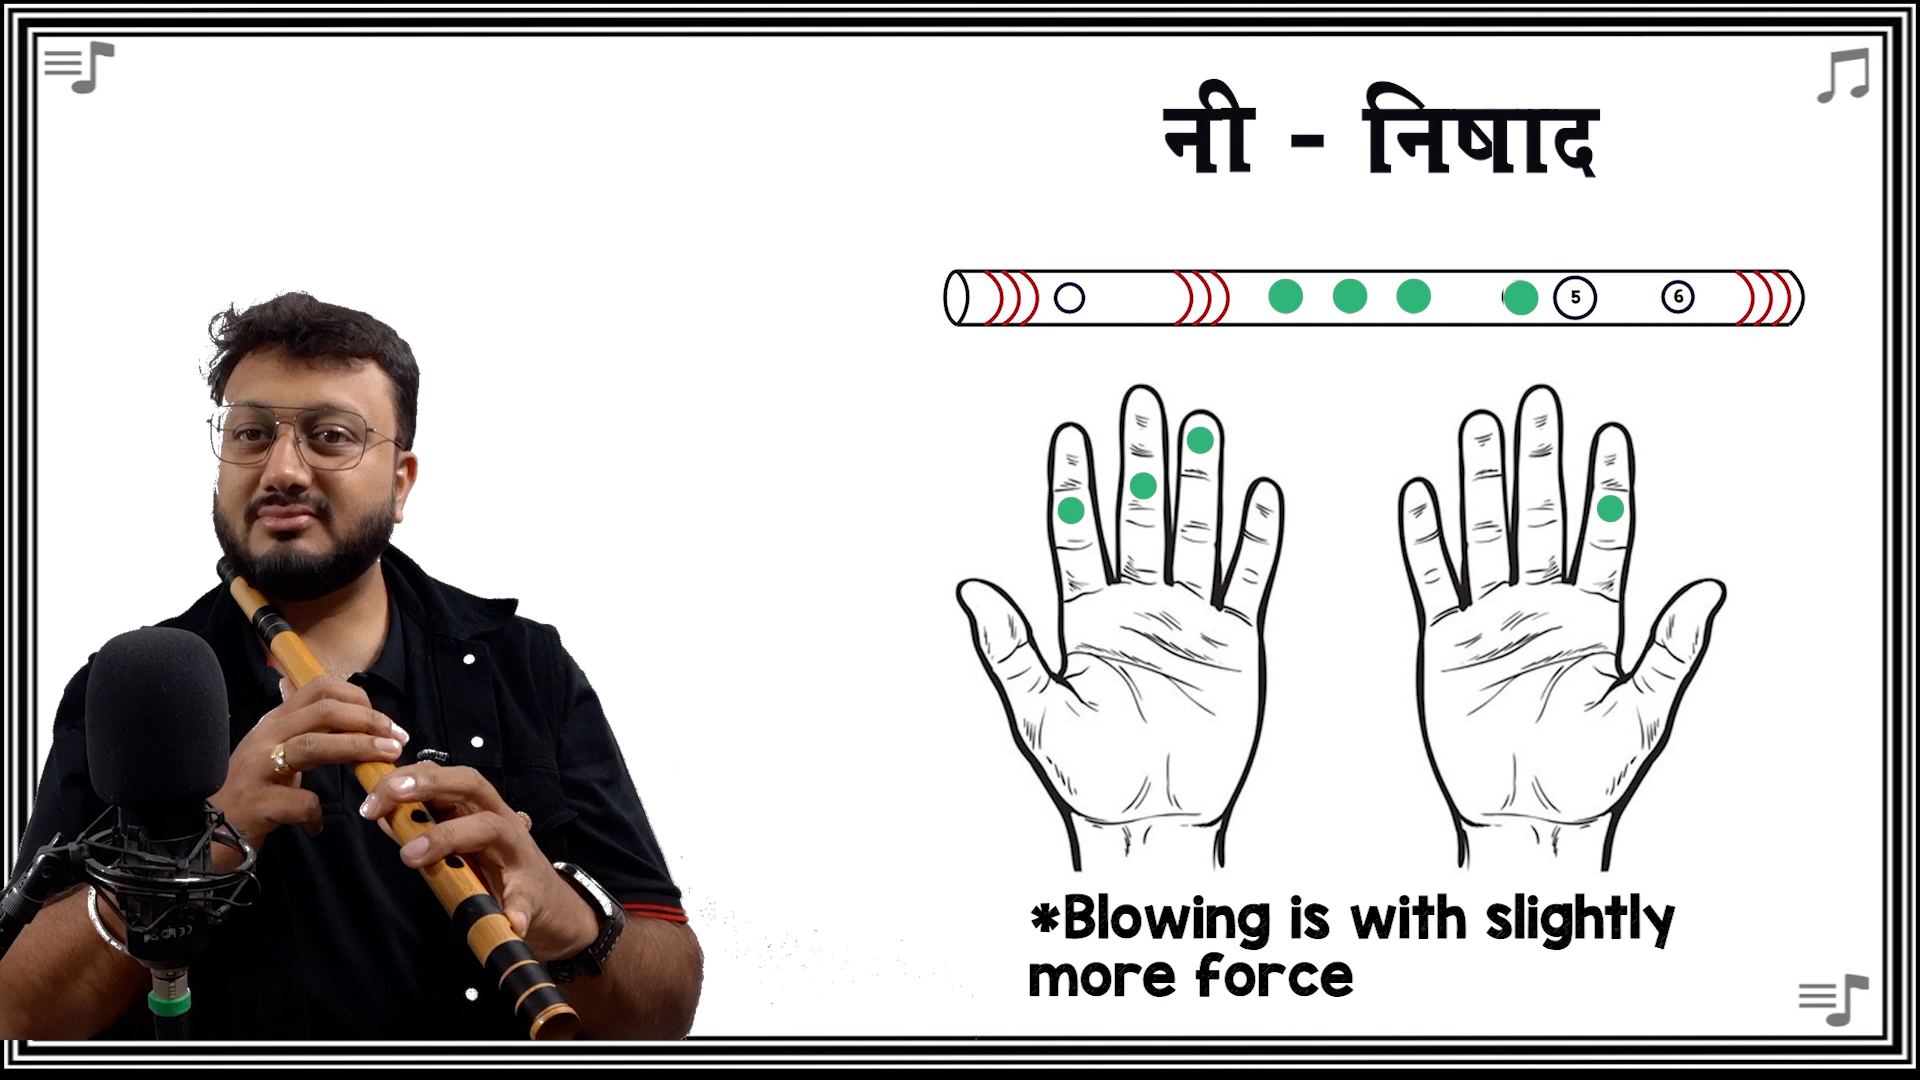 नी - निषाद
5 6
*Blowing is with slightly
more force